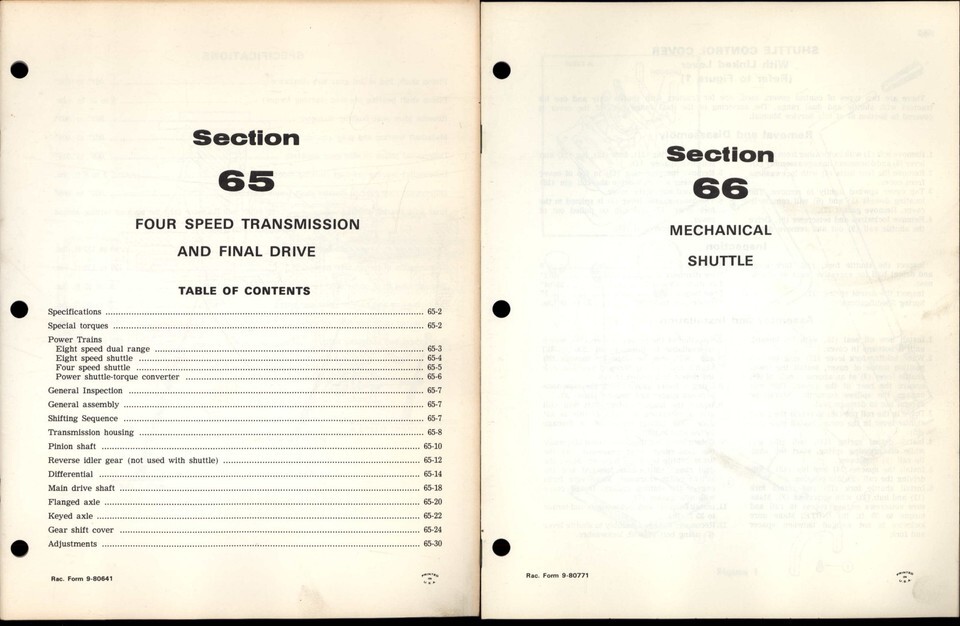 Section
65
FOUR SPEED TRANSMISSION
AND FINAL DRIVE
TABLE OF CONTENTS
Specifications ........ 65-2
Special torques ........ 65-2
Power Trains
Eight speed dual range ........ 65-3
Eight speed shuttle ........ 65-4
Four speed shuttle ........ 65-5
Power shuttle-torque converter ........ 65-6
General Inspection ........ 65-7
General assembly ........ 65-7
Shifting Sequence ........ 65-7
Transmission housing ........ 65-8
Pinion shaft ........ 65-10
Reverse idler gear (not used with shuttle) ........ 65-12
Differential ........ 65-14
Main drive shaft ........ 65-18
Flanged axle ........ 65-20
Keyed axle ........ 65-22
Gear shift cover ........ 65-24
Adjustments ........ 65-30
Rac. Form 9-80641
PRINTED
IN
U.S.A.
Section
66
MECHANICAL
SHUTTLE
Rac. Form 9-80771
PRINTED
IN
U.S.A.